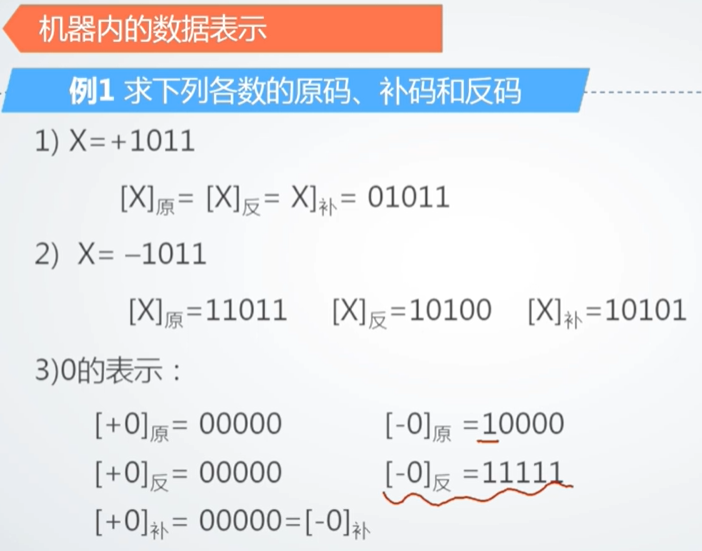 机器内的数据表示
例1 求下列各数的原码、补码和反码
1) X=+1011
[X]原= [X]反= X]补= 01011
2) X= –1011
[X]原=11011 [X]反=10100 [X]补=10101
3)0的表示：
[+0]原= 00000 [-0]原 =10000
[+0]反= 00000 [-0]反 =11111
[+0]补= 00000=[-0]补